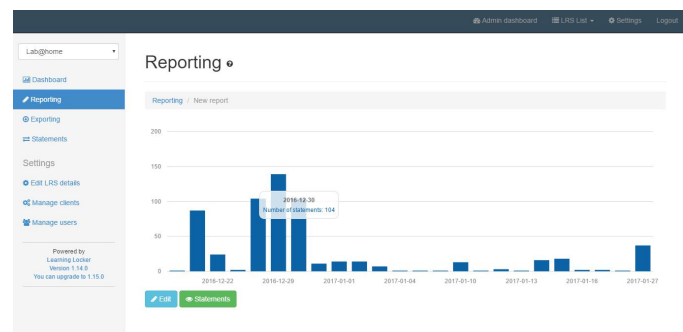 Admin dashboard LRS List Settings Logout
Lab@home
Dashboard
Reporting
Exporting
Statements
Settings
Edit LRS details
Manage clients
Manage users
Powered by
Learning Locker
Version 1.14.0
You can upgrade to 1.15.0
Reporting
Reporting / New report
200
150
100
50
0
2016-12-30
Number of statements: 104
2016-12-22 2016-12-29 2017-01-01 2017-01-04 2017-01-10 2017-01-13 2017-01-16 2017-01-27
Edit Statements